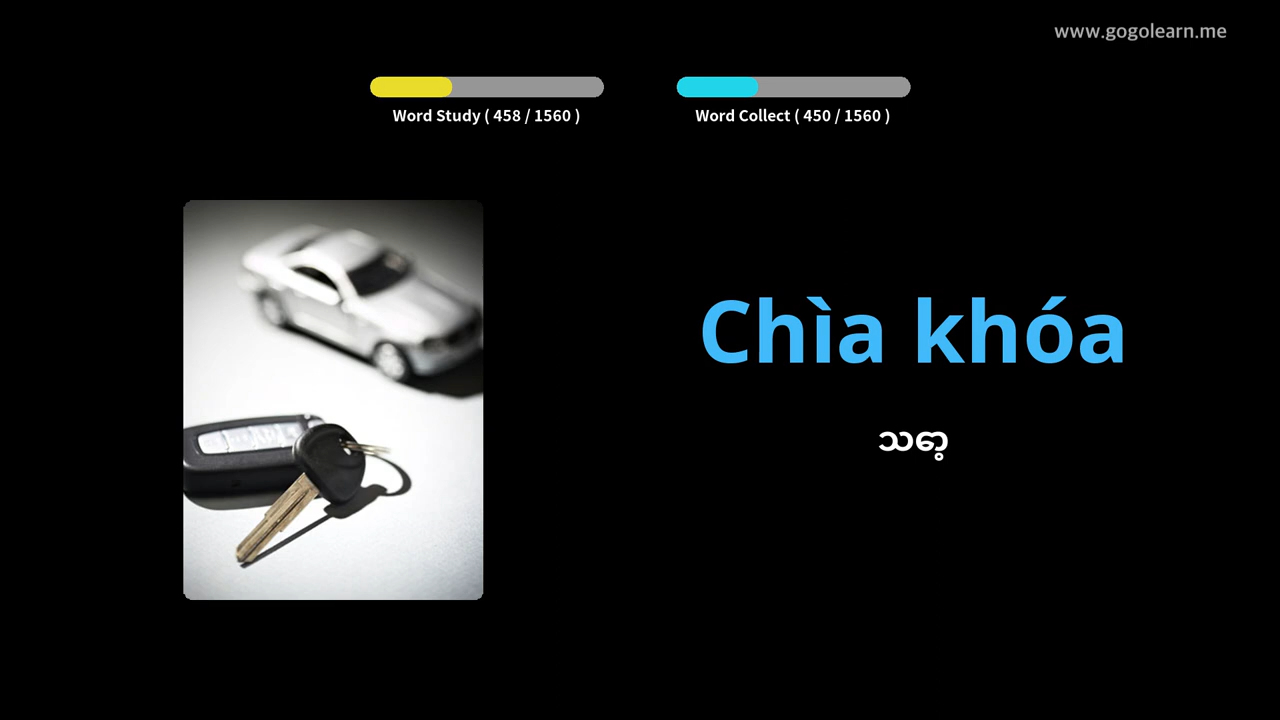 www.gogolearn.me
Word Study ( 458 / 1560 )
Word Collect ( 450 / 1560 )
Chìa khóa
သော့